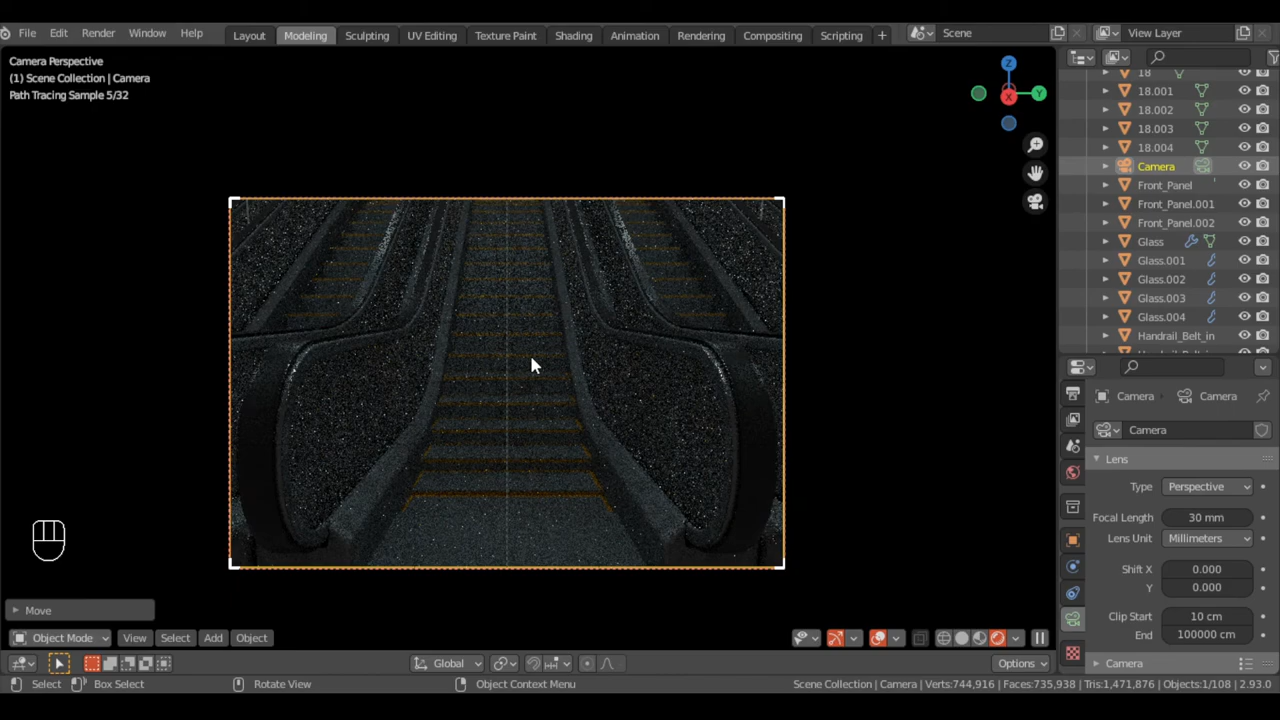 File Edit Render Window Help
Layout Modeling Sculpting UV Editing Texture Paint Shading Animation Rendering Compositing Scripting +
Scene
View Layer
Camera Perspective
(1) Scene Collection | Camera
Path Tracing Sample 5/32
Z
Y
X
18
18.001
18.002
18.003
18.004
Camera
Front_Panel
Front_Panel.001
Front_Panel.002
Glass
Glass.001
Glass.002
Glass.003
Glass.004
Handrail_Belt_in
Camera Camera
Camera
Lens
Type Perspective
Focal Length 30 mm
Lens Unit Millimeters
Shift X 0.000
Y 0.000
Clip Start 10 cm
End 100000 cm
Camera
Move
Object Mode View Select Add Object
Global
Options
Select Box Select Rotate View Object Context Menu
Scene Collection | Camera | Verts:744,916 | Faces:735,938 | Tris:1,471,876 | Objects:1/108 | 2.93.0